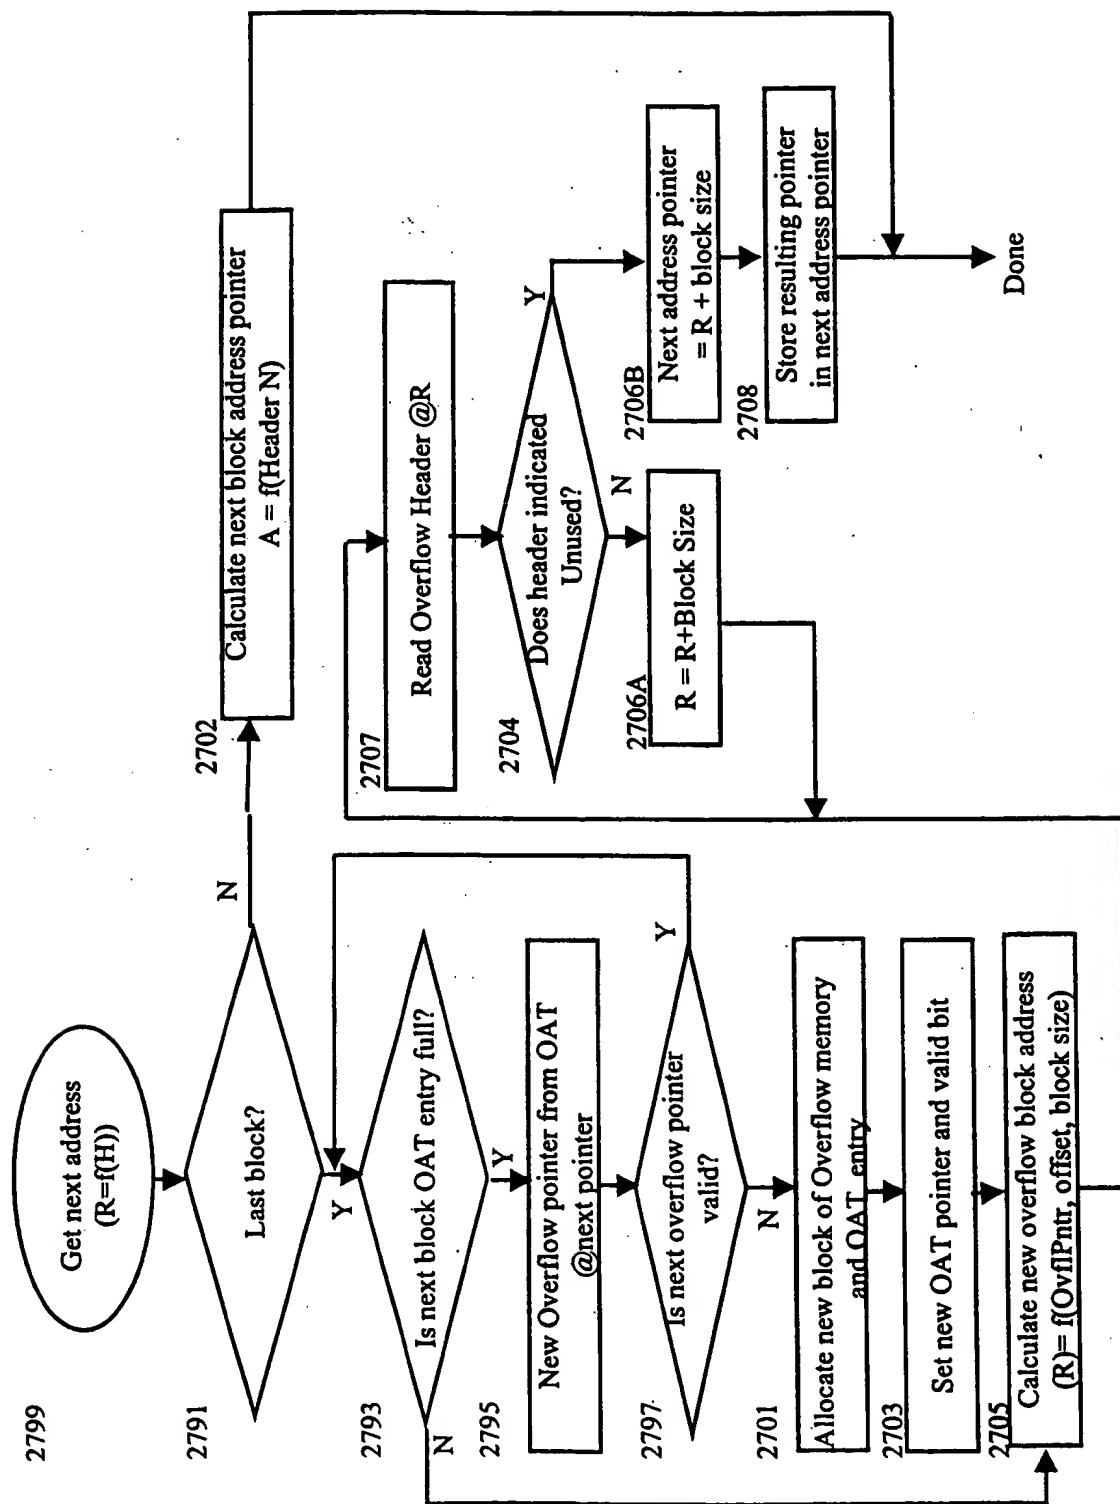 2799
Get next address
(R=f(H))
2791
Last block?
N
Y
2793
Is next block OAT entry full?
N
Y
2795
New Overflow pointer from OAT
@next pointer
2797
Is next overflow pointer
valid?
Y
N
2701
Allocate new block of Overflow memory
and OAT entry
2703
Set new OAT pointer and valid bit
2705
Calculate new overflow block address
(R)= f(OvflPntr, offset, block size)
2702
Calculate next block address pointer
A = f(Header N)
2707
Read Overflow Header @R
2704
Does header indicated
Unused?
Y
N
2706A
R = R+Block Size
2706B
Next address pointer
= R + block size
2708
Store resulting pointer
in next address pointer
Done